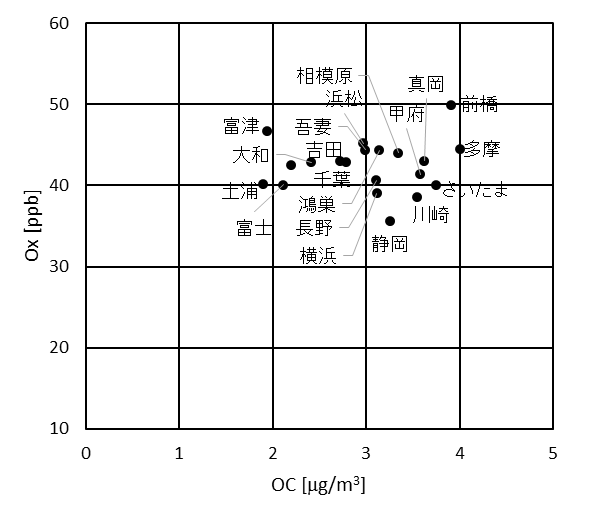 60
50
40
30
20
10
Ox [ppb]
相模原
真岡
浜松
前橋
甲府
富津
吾妻
大和
吉田
多摩
千葉
土浦
さいたま
鴻巣
川崎
富士
長野
静岡
横浜
0
1
2
3
4
5
OC [μg/m³]